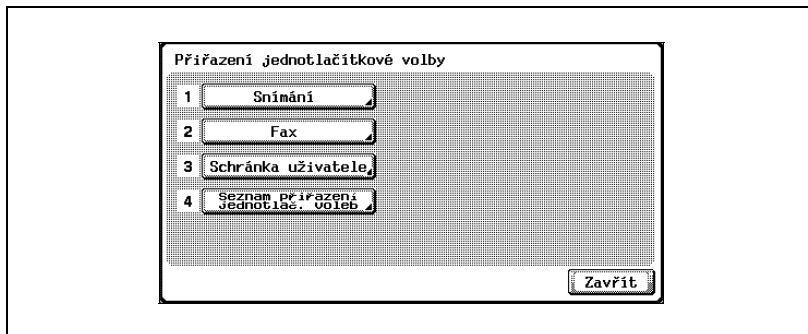 Přiřazení jednotlačítkové volby
1 Snímání
2 Fax
3 Schránka uživatele
4 Seznam přiřazení
jednotlač. voleb
Zavřít